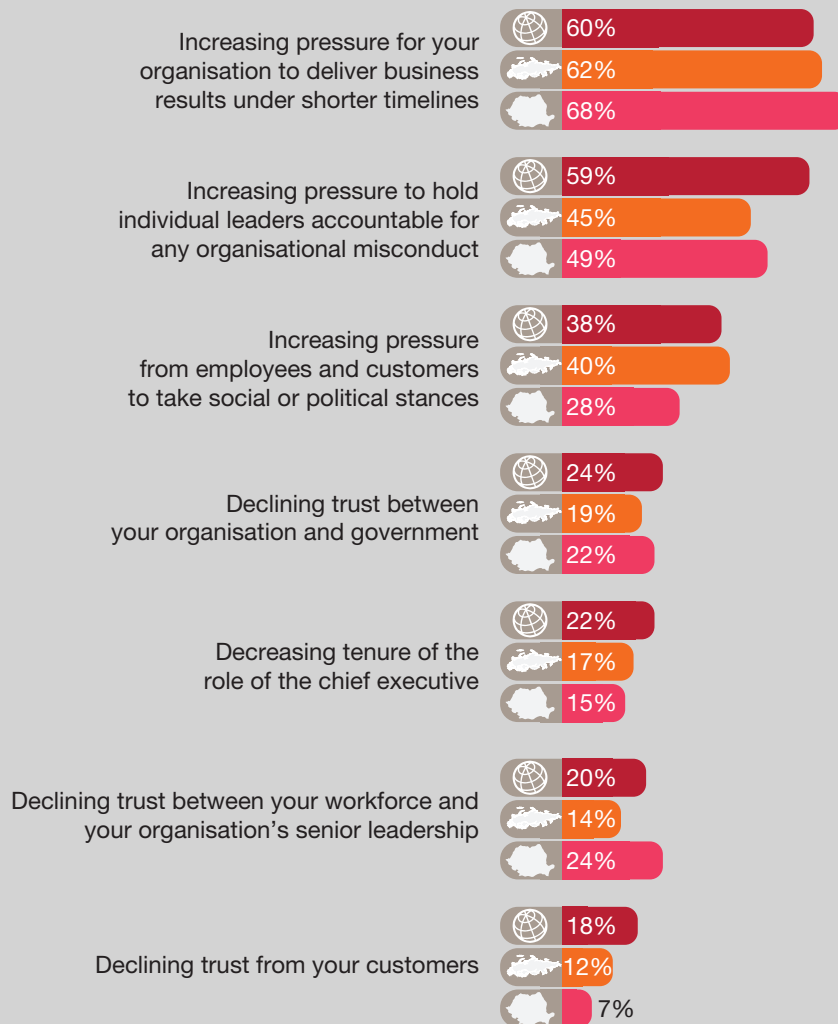 Increasing pressure for your
organisation to deliver business
results under shorter timelines
60%
62%
68%
Increasing pressure to hold
individual leaders accountable for
any organisational misconduct
59%
45%
49%
Increasing pressure
from employees and customers
to take social or political stances
38%
40%
28%
Declining trust between
your organisation and government
24%
19%
22%
Decreasing tenure of the
role of the chief executive
22%
17%
15%
Declining trust between your workforce and
your organisation’s senior leadership
20%
14%
24%
Declining trust from your customers
18%
12%
7%